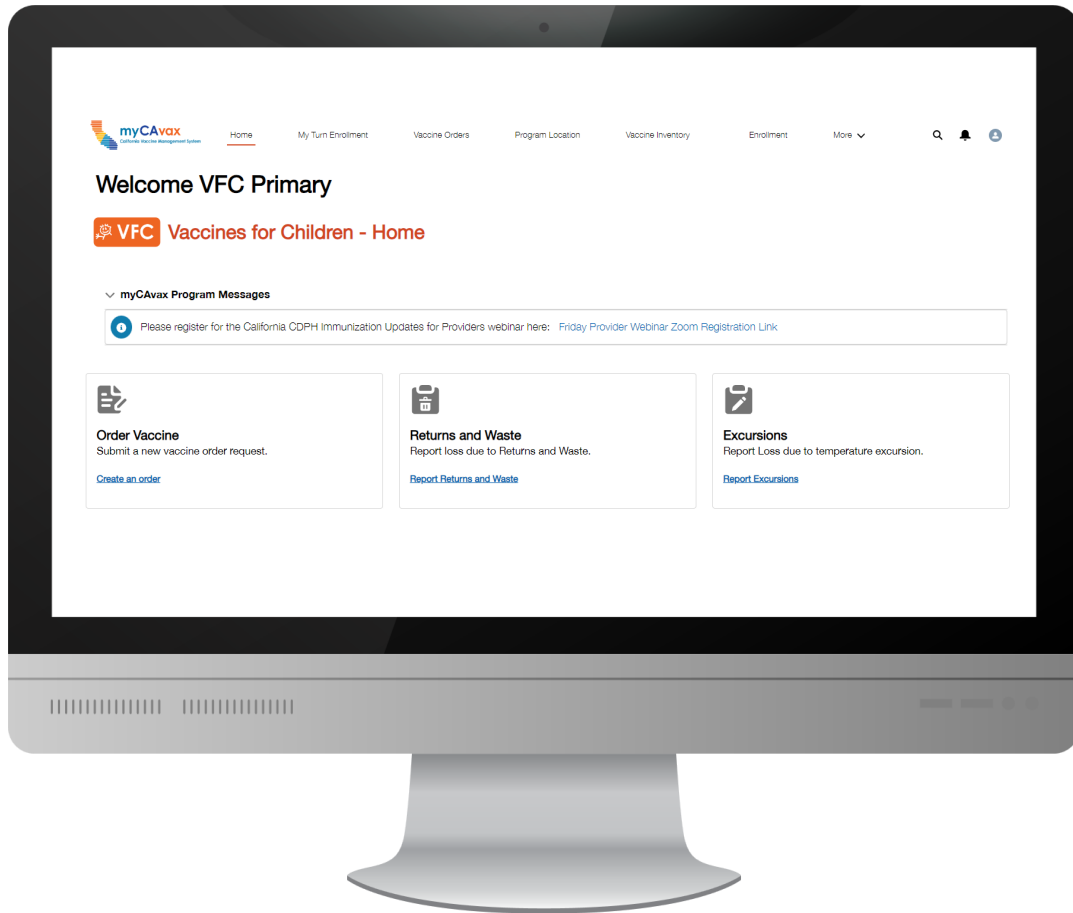 myCAvax
California Vaccine Management System
Home
My Turn Enrollment
Vaccine Orders
Program Location
Vaccine Inventory
Enrollment
More
Welcome VFC Primary
VFC Vaccines for Children - Home
myCAvax Program Messages
Please register for the California CDPH Immunization Updates for Providers webinar here: Friday Provider Webinar Zoom Registration Link
Order Vaccine
Submit a new vaccine order request.
Create an order
Returns and Waste
Report loss due to Returns and Waste.
Report Returns and Waste
Excursions
Report Loss due to temperature excursion.
Report Excursions